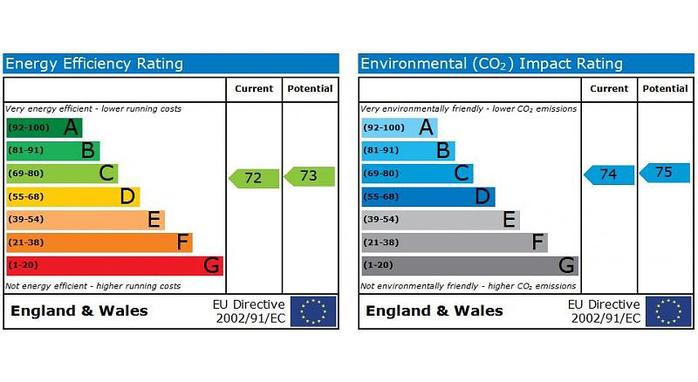 Energy Efficiency Rating
Current Potential
Very energy efficient - lower running costs
(92-100) A
(81-91) B
(69-80) C
(55-68) D
(39-54) E
(21-38) F
(1-20) G
72
73
Not energy efficient - higher running costs
England & Wales
EU Directive
2002/91/EC
Environmental (CO₂) Impact Rating
Current Potential
Very environmentally friendly - lower CO₂ emissions
(92-100) A
(81-91) B
(69-80) C
(55-68) D
(39-54) E
(21-38) F
(1-20) G
74
75
Not environmentally friendly - higher CO₂ emissions
England & Wales
EU Directive
2002/91/EC